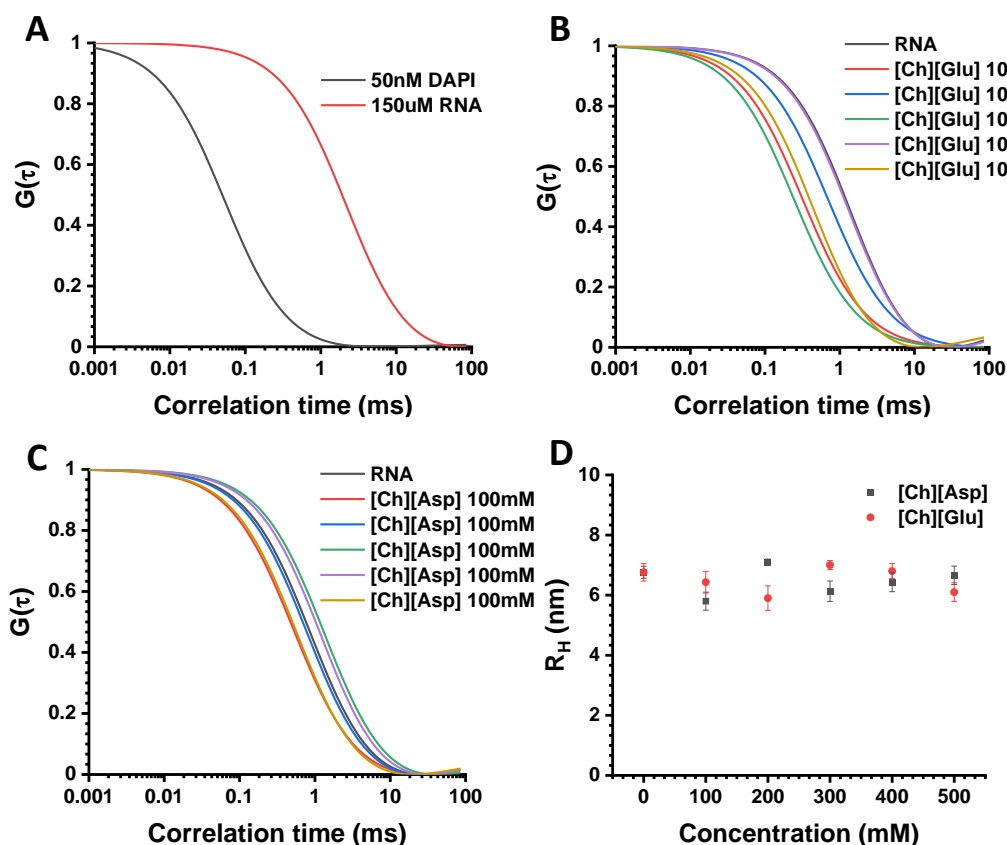 A
1
0.8
0.6
0.4
0.2
0
G(τ)
50nM DAPI
150uM RNA
0.001 0.01 0.1 1 10 100
Correlation time (ms)
B
1
0.8
0.6
0.4
0.2
0
G(τ)
RNA
[Ch][Glu] 10
[Ch][Glu] 10
[Ch][Glu] 10
[Ch][Glu] 10
[Ch][Glu] 10
0.001 0.01 0.1 1 10 100
Correlation time (ms)
C
1
0.8
0.6
0.4
0.2
0
G(τ)
RNA
[Ch][Asp] 100mM
[Ch][Asp] 100mM
[Ch][Asp] 100mM
[Ch][Asp] 100mM
[Ch][Asp] 100mM
0.001 0.01 0.1 1 10 100
Correlation time (ms)
D
10
8
6
4
2
0
RH (nm)
[Ch][Asp]
[Ch][Glu]
0 100 200 300 400 500
Concentration (mM)